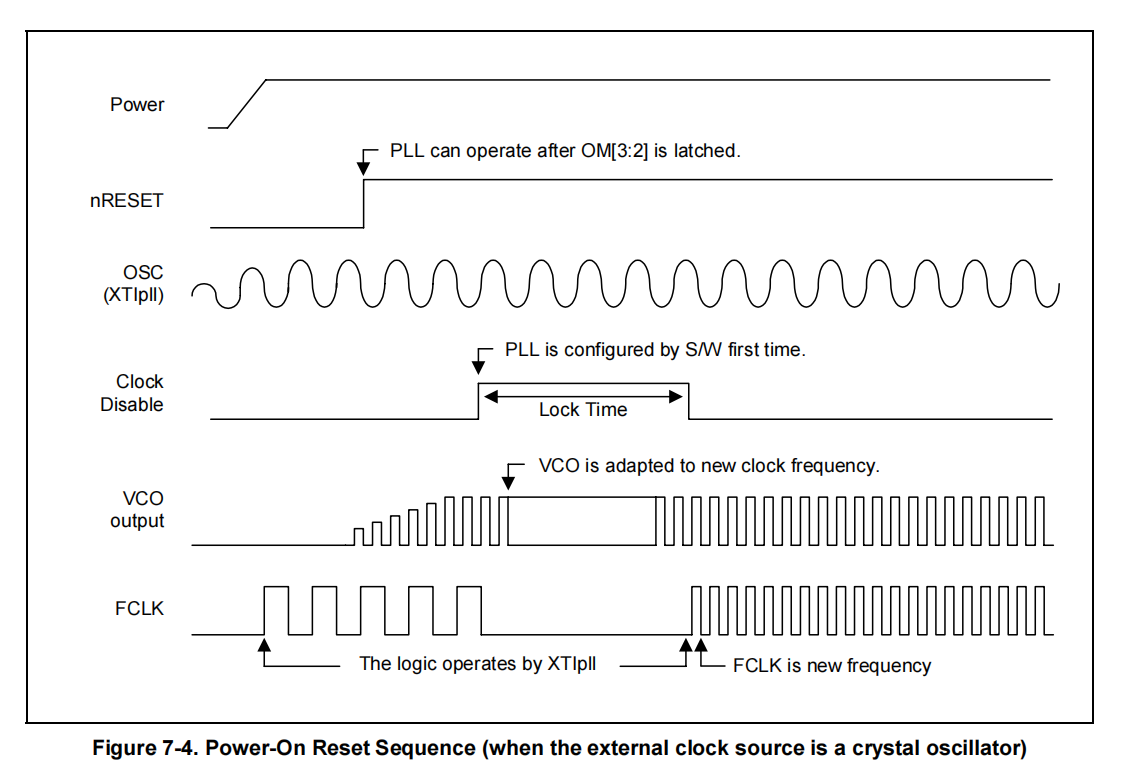 Power
PLL can operate after OM[3:2] is latched.
nRESET
OSC
(XTIpll)
PLL is configured by S/W first time.
Clock
Disable
Lock Time
VCO is adapted to new clock frequency.
VCO
output
FCLK
The logic operates by XTIpll
FCLK is new frequency
Figure 7-4. Power-On Reset Sequence (when the external clock source is a crystal oscillator)